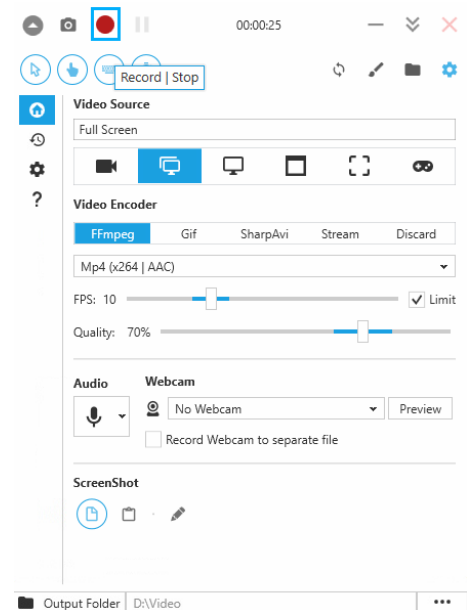 00:00:25
Record | Stop
Video Source
Full Screen
Video Encoder
FFmpeg Gif SharpAvi Stream Discard
Mp4 (x264 | AAC)
FPS: 10 Limit
Quality: 70%
Audio Webcam
No Webcam Preview
Record Webcam to separate file
ScreenShot
Output Folder D:\Video